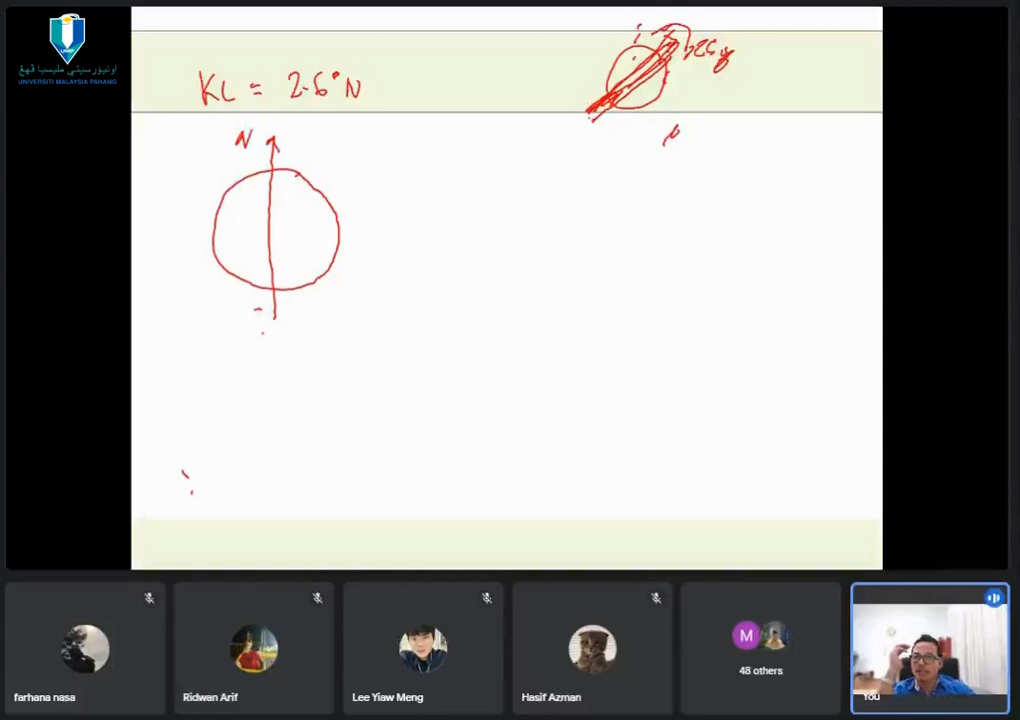 UMP
اونيۏرسيتي مليسيا ڤهڠ
UNIVERSITI MALAYSIA PAHANG
KL = 2.6° N
N
farhana nasa
Ridwan Arif
Lee Yiaw Meng
Hasif Azman
M
48 others
You